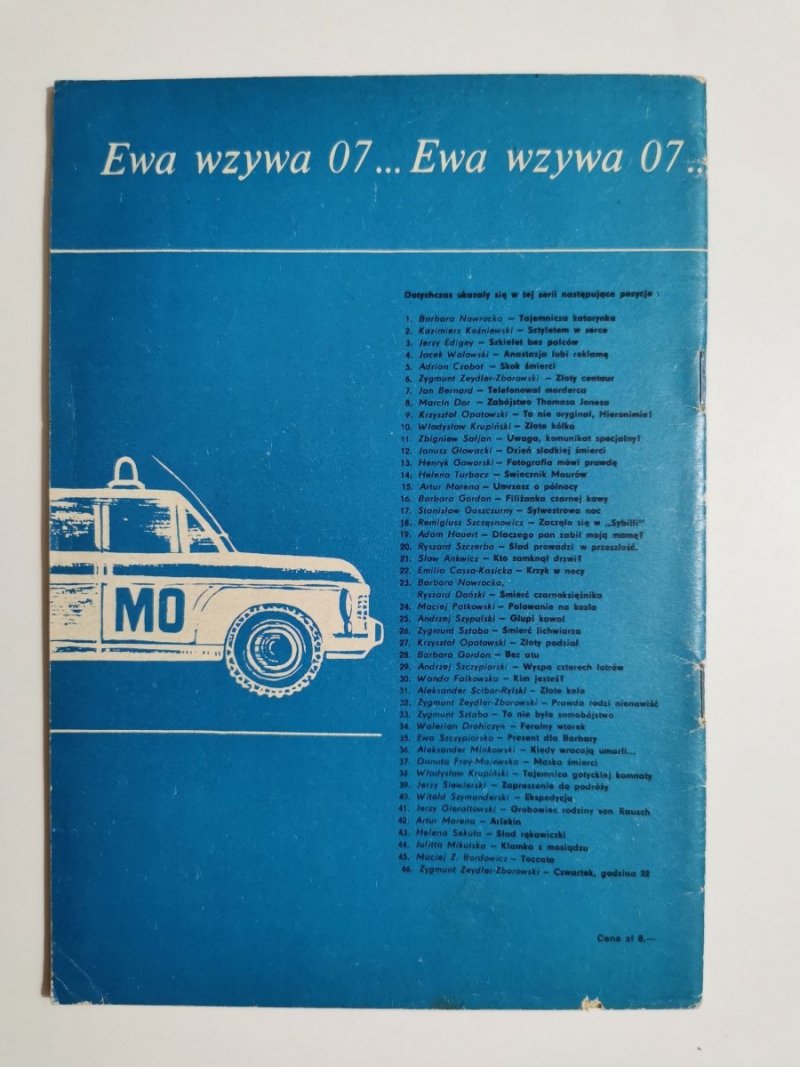 Ewa wzywa 07... Ewa wzywa 07..
Dotychczas ukazały się w tej serii następujące pozycje :
1. Barbara Nawrocka — Tajemnicza katarynka
2. Kazimierz Koźniewski — Sztyletem w serce
3. Jerzy Edigey — Szkielet bez palców
4. Jacek Wołowski — Anastazja lubi reklamę
5. Adrian Czobot — Skok śmierci
6. Zygmunt Zeydler-Zborowski — Złoty centaur
7. Jan Bernard — Telefonował morderca
8. Marcin Dor — Zabójstwo Thomasa Jonesa
9. Krzysztof Opatowski — To nie oryginał, Hieronimie!
10. Władysław Krupiński — Złote kółka
11. Zbigniew Safjan — Uwaga, komunikat specjalny!
12. Janusz Głowacki — Dzień słodkiej śmierci
13. Henryk Gaworski — Fotografia mówi prawdę
14. Helena Turbacz — Świecznik Maurów
15. Artur Morena — Umrzesz o północy
16. Barbara Gordon — Filiżanka czarnej kawy
17. Stanisław Goszczurny — Sylwestrowa noc
18. Remigiusz Szczęsnowicz — Zaczęło się w „Sybilli"
19. Adam Hauert — Dlaczego pan zabił moją mamę?
20. Ryszard Szczerba — Ślad prowadzi w przeszłość.
21. Sław Ankwicz — Kto zamknął drzwi?
22. Emilia Cassa-Kasicka — Krzyk w nocy
23. Barbara Nawrocka,
Ryszard Doński — Śmierć czarnoksiężnika
24. Maciej Patkowski — Polowanie na kozła
25. Andrzej Szypulski — Głupi kowal
26. Zygmunt Sztaba — Śmierć lichwiarza
27. Krzysztof Opatowski — Złoty podział
28. Barbara Gordon — Bez atu
29. Andrzej Szczypiorski — Wyspa czterech łotrów
30. Wanda Falkowska — Kim jesteś?
31. Aleksander Ścibor-Rylski — Złote koło
32. Zygmunt Zeydler-Zborowski — Prawda rodzi nienawiść
33. Zygmunt Sztaba — To nie było samobójstwo
34. Walerian Drohiczyn — Feralny wtorek
35. Ewa Szczypiorska — Prezent dla Barbary
36. Aleksander Minkowski — Kiedy wracają umarli...
37. Danuta Frey-Majewska — Maska śmierci
38. Władysław Krupiński — Tajemnica gotyckiej komnaty
39. Jerzy Siewierski — Zaproszenie do podróży
40. Witold Szymanderski — Ekspedycja
41. Jerzy Gierałtowski — Grobowiec rodziny von Rausch
42. Artur Morena — Arlekin
43. Helena Sekuła — Ślad rękawiczki
44. Julitta Mikulska — Klamka z mosiądzu
45. Maciej Z. Bordowicz — Toccata
46. Zygmunt Zeydler-Zborowski — Czwartek, godzina 22
MO
Cena zł 6,—